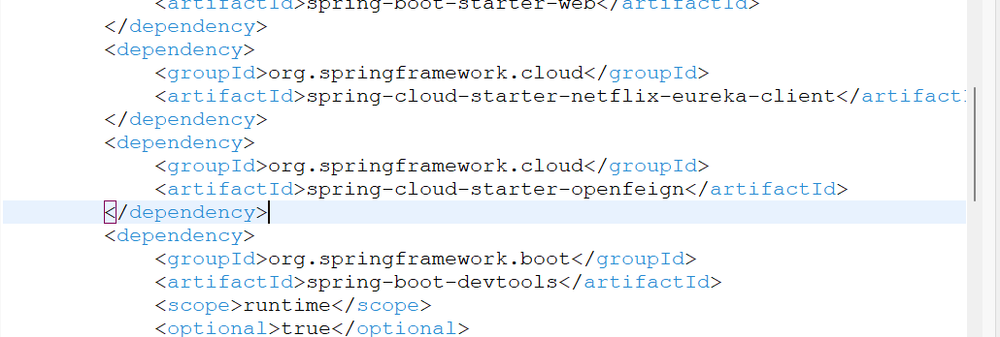 <artifactId>spring-boot-starter-web</artifactId>
</dependency>
<dependency>
<groupId>org.springframework.cloud</groupId>
<artifactId>spring-cloud-starter-netflix-eureka-client</artifactI
</dependency>
<dependency>
<groupId>org.springframework.cloud</groupId>
<artifactId>spring-cloud-starter-openfeign</artifactId>
</dependency>
<dependency>
<groupId>org.springframework.boot</groupId>
<artifactId>spring-boot-devtools</artifactId>
<scope>runtime</scope>
<optional>true</optional>